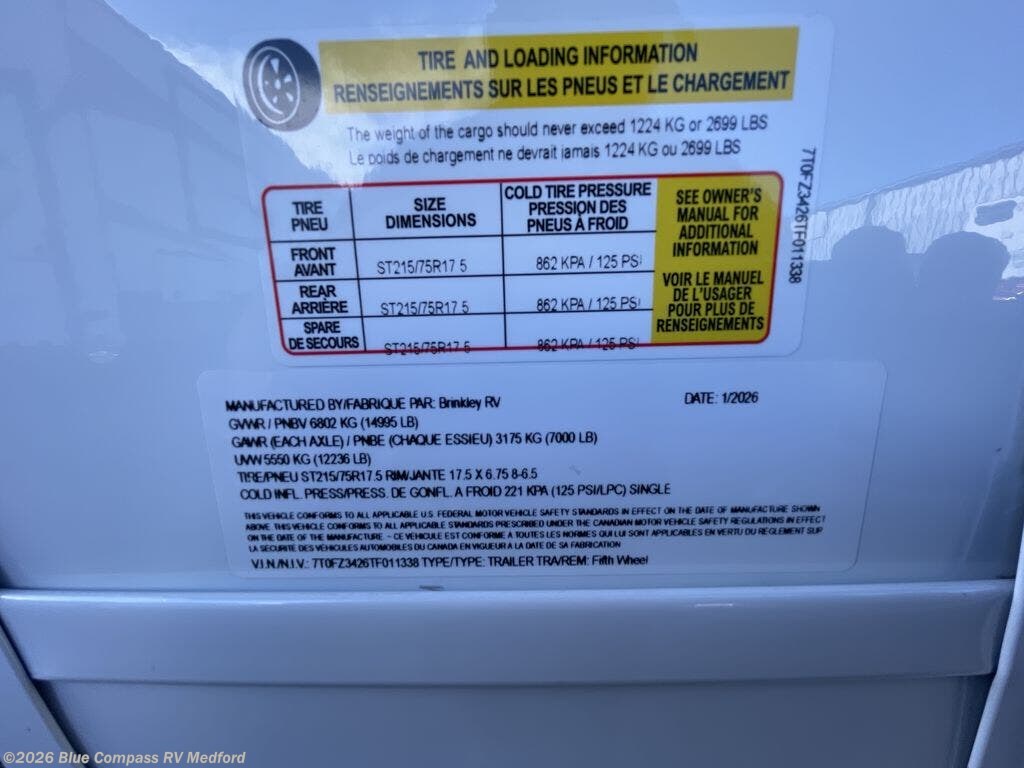 TIRE AND LOADING INFORMATION
RENSEIGNEMENTS SUR LES PNEUS ET LE CHARGEMENT
The weight of the cargo should never exceed 1224 KG or 2699 LBS
Le poids de chargement ne devrait jamais 1224 KG ou 2699 LBS
TIRE
PNEU
SIZE
DIMENSIONS
COLD TIRE PRESSURE
PRESSION DES
PNEUS À FROID
FRONT
AVANT
ST215/75R17 5
862 KPA / 125 PSI
REAR
ARRIÈRE
ST215/75R17 5
862 KPA / 125 PSI
SPARE
DE SECOURS
ST215/75R17 5
862 KPA / 125 PSI
SEE OWNER'S
MANUAL FOR
ADDITIONAL
INFORMATION
VOIR LE MANUEL
DE L'USAGER
POUR PLUS DE
RENSEIGNEMENTS
7T0FZ3426TF011338
MANUFACTURED BY/FABRIQUE PAR: Brinkley RV
DATE: 1/2026
GVWR / PNBV 6802 KG (14995 LB)
GAWR (EACH AXLE) / PNBE (CHAQUE ESSIEU) 3175 KG (7000 LB)
UVW 5550 KG (12236 LB)
TIRE/PNEU ST215/75R17.5 RIM/JANTE 17.5 X 6.75 8-6.5
COLD INFL. PRESS/PRESS. DE GONFL. A FROID 221 KPA (125 PSI/LPC) SINGLE
THIS VEHICLE CONFORMS TO ALL APPLICABLE U.S. FEDERAL MOTOR VEHICLE SAFETY STANDARDS IN EFFECT ON THE DATE OF MANUFACTURE SHOWN
ABOVE. THIS VEHICLE CONFORMS TO ALL APPLICABLE STANDARDS PRESCRIBED UNDER THE CANADIAN MOTOR VEHICLE SAFETY REGULATIONS IN EFFECT
ON THE DATE OF THE MANUFACTURE - CE VEHICULE EST CONFORME À TOUTES LES NORMES QUI LUI SONT APPLICABLES EN VERTU DU REGLEMENT SUR
LA SECURITE DES VEHICULES AUTOMOBILES DU CANADA EN VIGUEUR A LA DATE DE SA FABRICATION
V.I.N./N.I.V.: 7T0FZ3426TF011338 TYPE/TYPE: TRAILER TRA/REM: Fifth Wheel
©2026 Blue Compass RV Medford